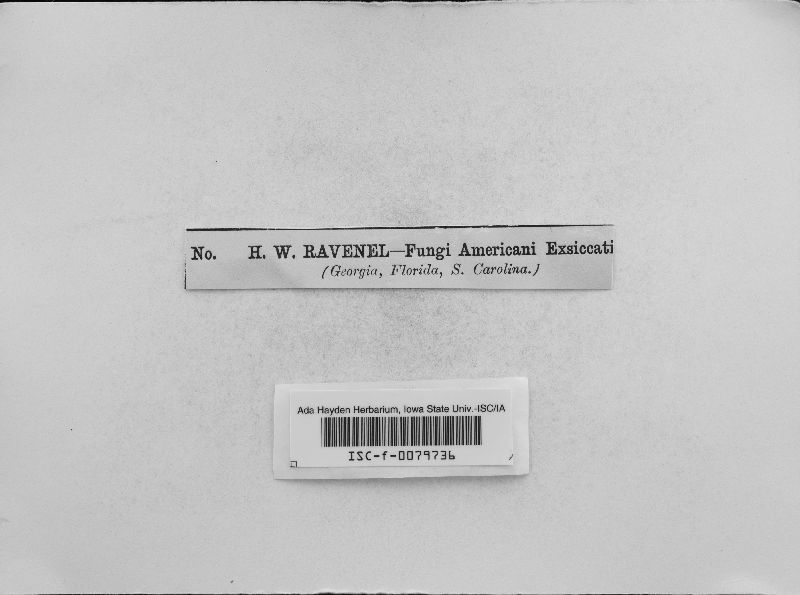 No. H. W. RAVENEL—Fungi Americani Exsiccati
(Georgia, Florida, S. Carolina.)
Ada Hayden Herbarium, Iowa State Univ.-ISC/IA
ISC-f-0079736